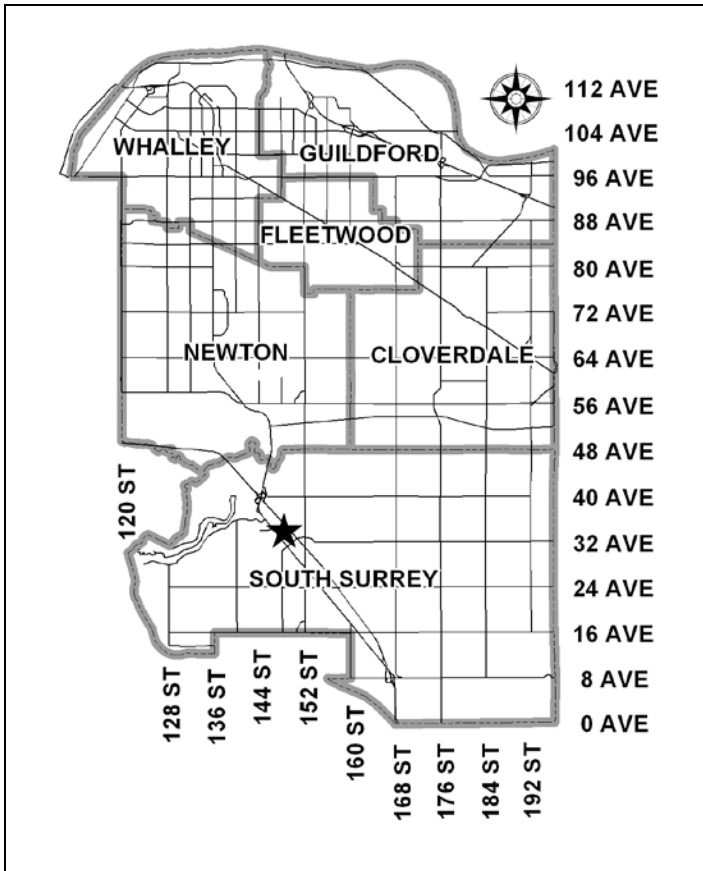 112 AVE
104 AVE
WHALLEY
GUILDFORD
96 AVE
88 AVE
FLEETWOOD
80 AVE
72 AVE
NEWTON
CLOVERDALE
64 AVE
56 AVE
48 AVE
120 ST
40 AVE
32 AVE
SOUTH SURREY
24 AVE
16 AVE
8 AVE
0 AVE
128 ST
136 ST
144 ST
152 ST
160 ST
168 ST
176 ST
184 ST
192 ST